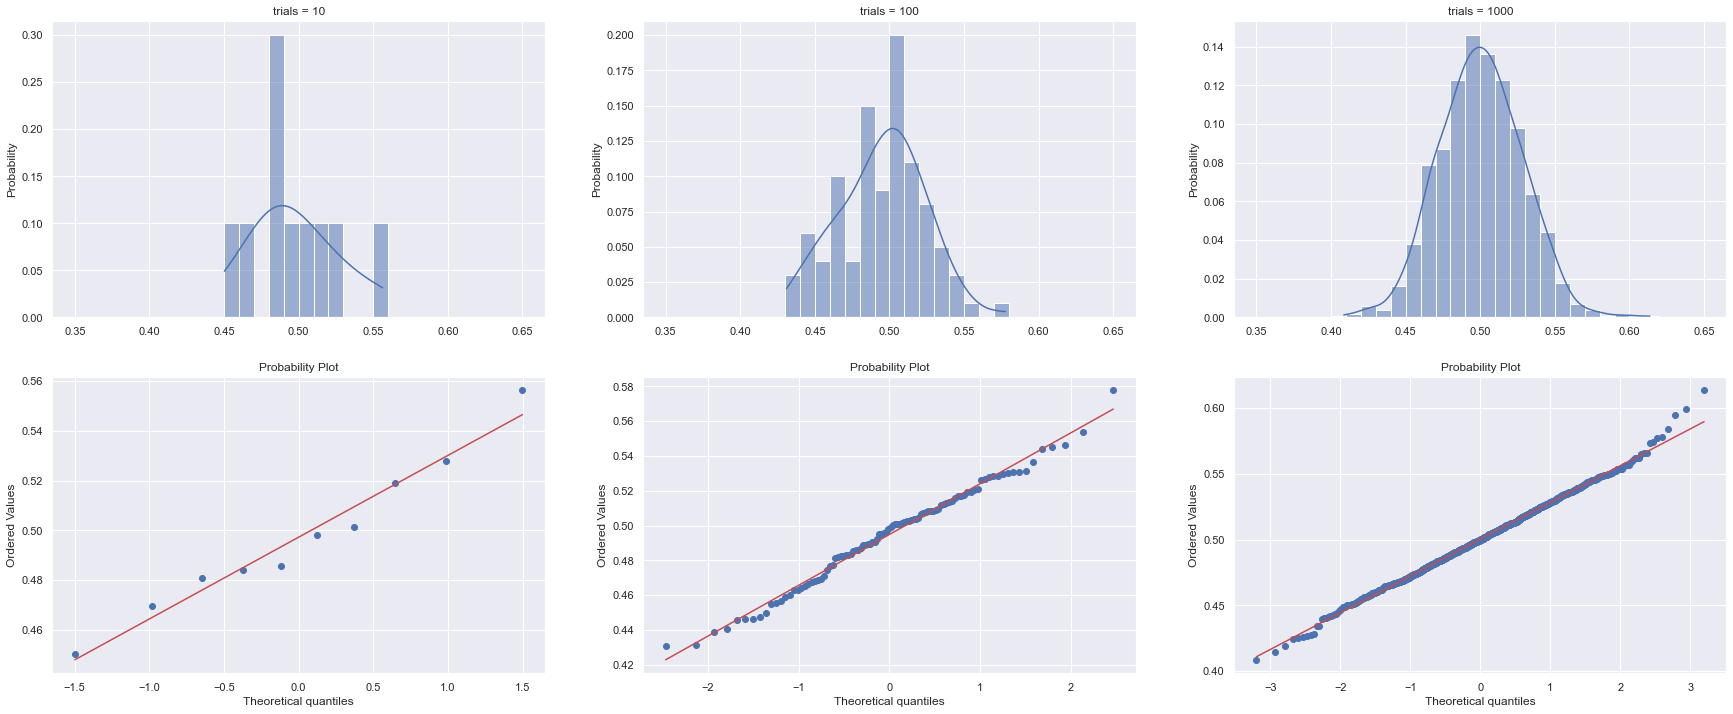 trials = 10
trials = 100
trials = 1000
Probability
0.30
0.25
0.20
0.15
0.10
0.05
0.00
0.35 0.40 0.45 0.50 0.55 0.60 0.65
Probability
0.200
0.175
0.150
0.125
0.100
0.075
0.050
0.025
0.000
0.35 0.40 0.45 0.50 0.55 0.60 0.65
Probability
0.14
0.12
0.10
0.08
0.06
0.04
0.02
0.00
0.35 0.40 0.45 0.50 0.55 0.60 0.65
Probability Plot
Ordered Values
0.56
0.54
0.52
0.50
0.48
0.46
−1.5 −1.0 −0.5 0.0 0.5 1.0 1.5
Theoretical quantiles
Probability Plot
Ordered Values
0.58
0.56
0.54
0.52
0.50
0.48
0.46
0.44
0.42
−2 −1 0 1 2
Theoretical quantiles
Probability Plot
Ordered Values
0.60
0.55
0.50
0.45
0.40
−3 −2 −1 0 1 2 3
Theoretical quantiles